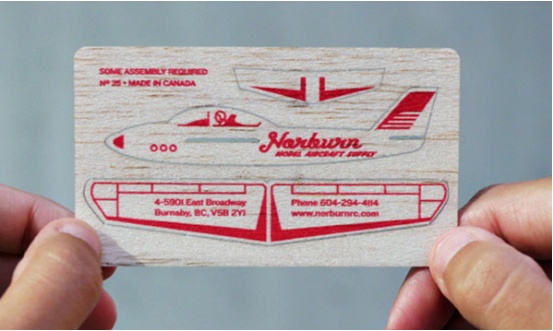 SOME ASSEMBLY REQUIRED
Nº 25 • MADE IN CANADA
Norburn
MODEL AIRCRAFT SUPPLY
4-5901 East Broadway
Burnaby, BC, V5B 2Y1
Phone 604-294-4114
www.norburnrc.com